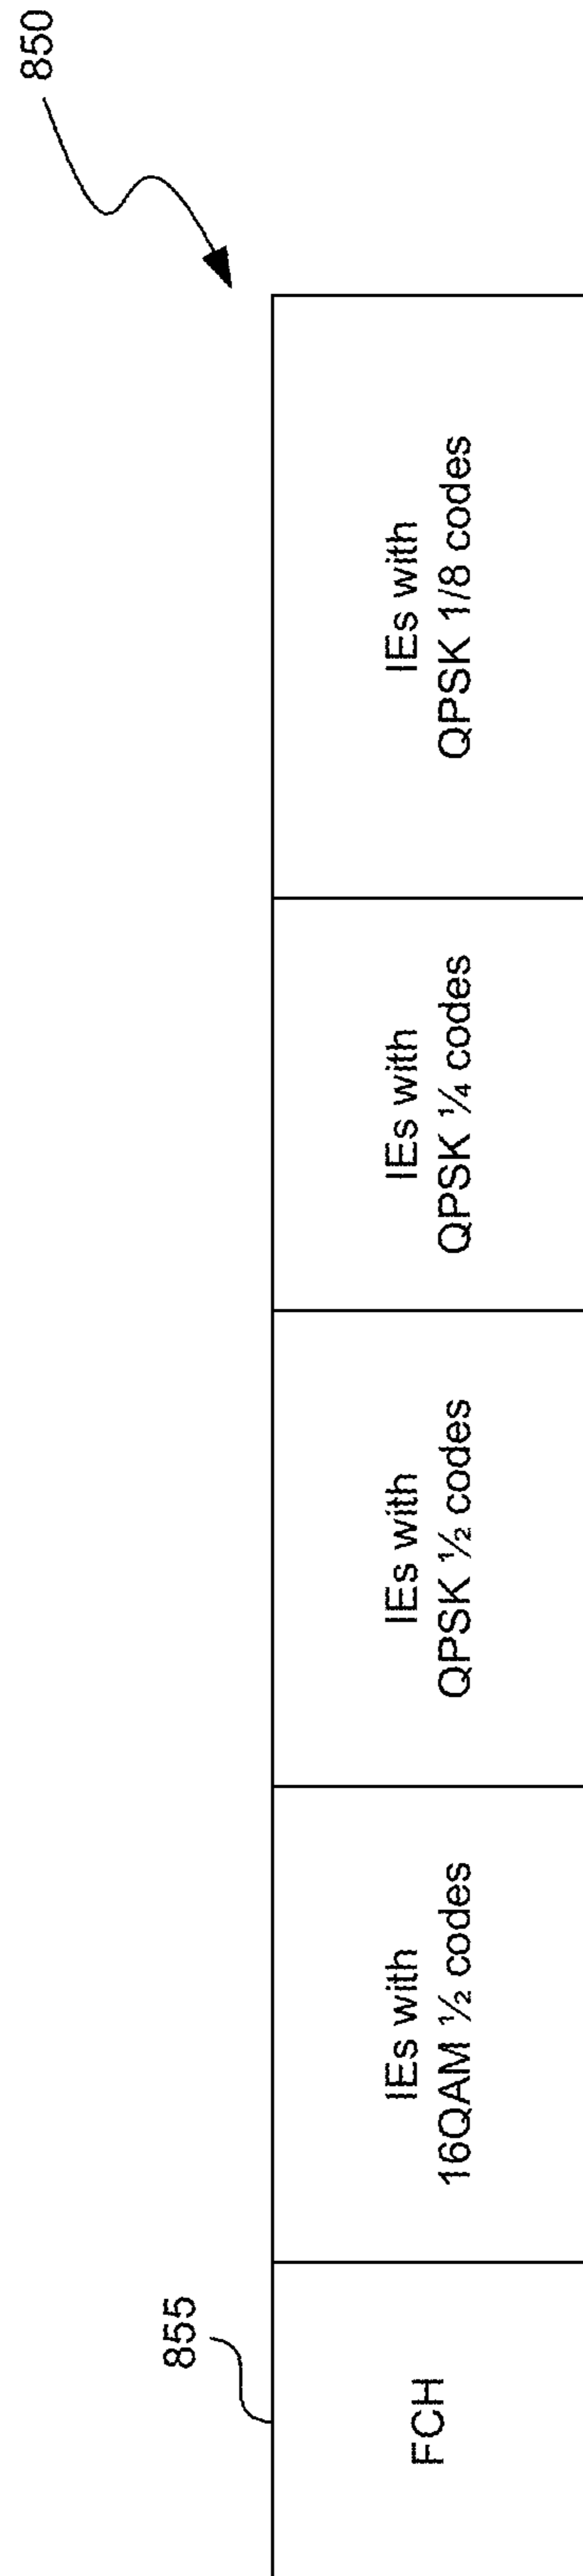 850
855
FCH
IEs with
16QAM ½ codes
IEs with
QPSK ½ codes
IEs with
QPSK ¼ codes
IEs with
QPSK 1/8 codes